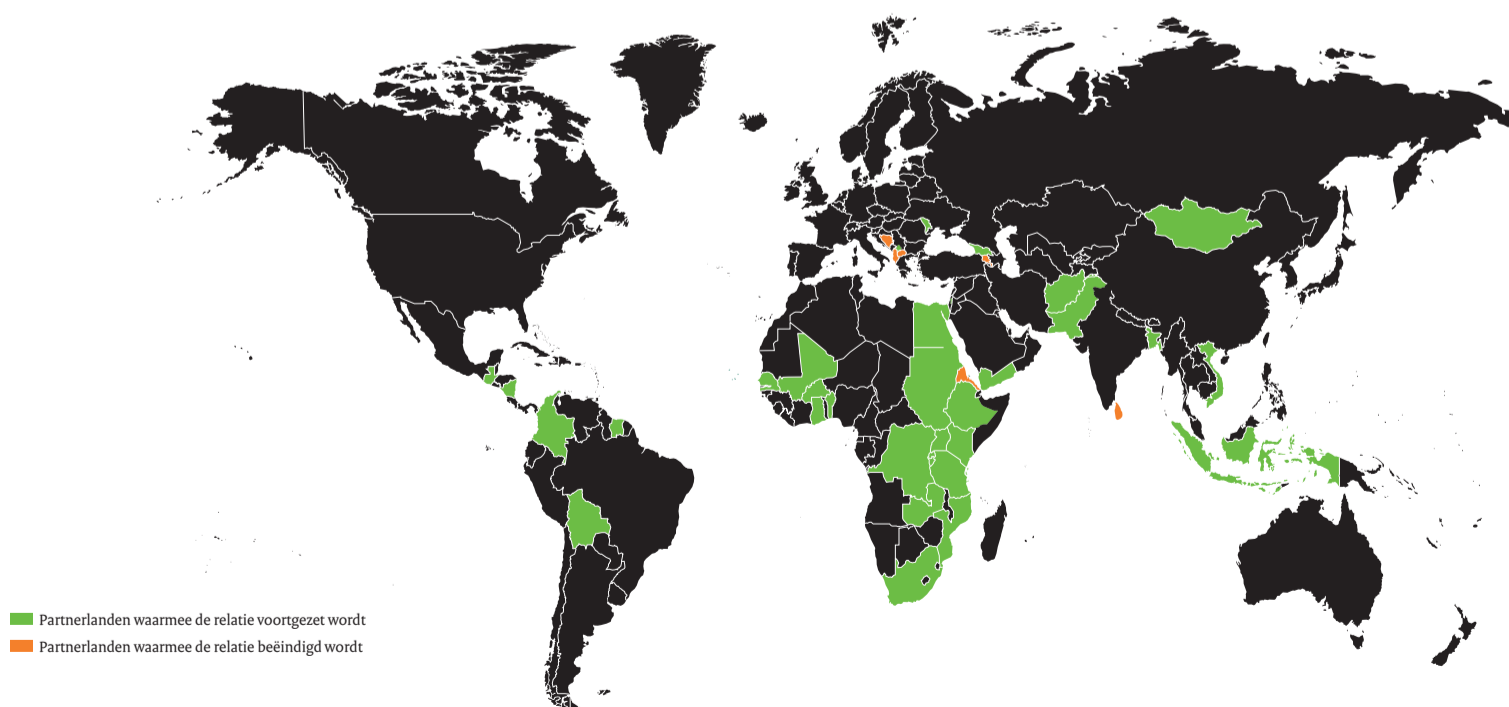 Partnerlanden waarmee de relatie voortgezet wordt
Partnerlanden waarmee de relatie beëindigd wordt